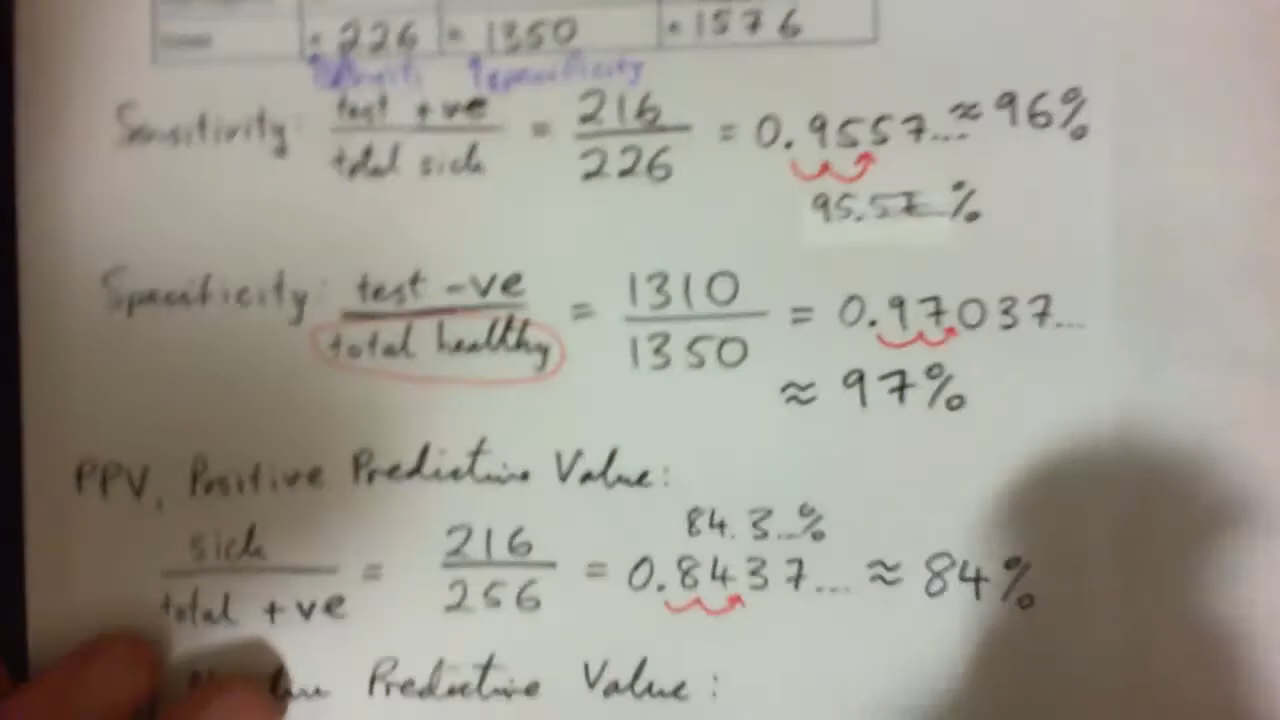 = 226 = 1350 = 1576
↑specificity
Sensitivity: test +ve / total sick = 216 / 226 = 0.9557... ≈ 96%
95.57 %
Specificity: test -ve / total healthy = 1310 / 1350 = 0.97037...
≈ 97%
PPV, Positive Predictive Value:
84.3...%
sick / total +ve = 216 / 256 = 0.8437... ≈ 84%
Predictive Value: